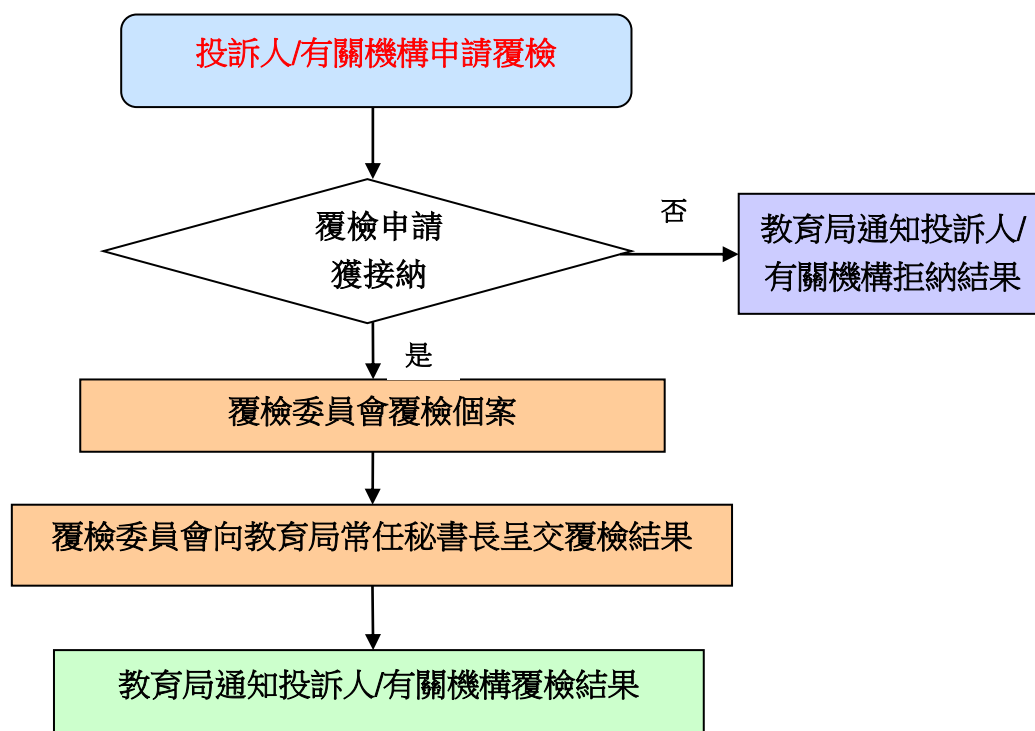 投訴人/有關機構申請覆檢
覆檢申請
獲接納
否
教育局通知投訴人/
有關機構拒納結果
是
覆檢委員會覆檢個案
覆檢委員會向教育局常任秘書長呈交覆檢結果
教育局通知投訴人/有關機構覆檢結果